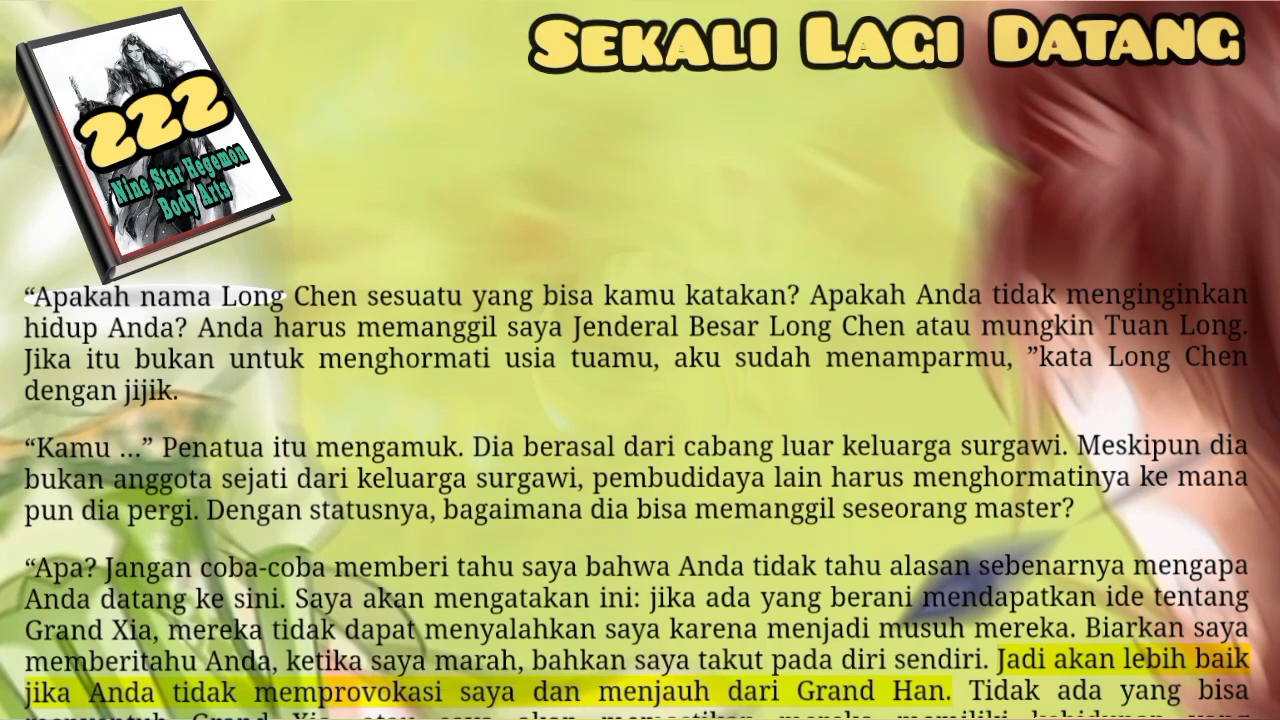 Sekali Lagi Datang
222
Nine Star Hegemon
Body Arts
“Apakah nama Long Chen sesuatu yang bisa kamu katakan? Apakah Anda tidak menginginkan
hidup Anda? Anda harus memanggil saya Jenderal Besar Long Chen atau mungkin Tuan Long.
Jika itu bukan untuk menghormati usia tuamu, aku sudah menamparmu, ”kata Long Chen
dengan jijik.
“Kamu ...” Penatua itu mengamuk. Dia berasal dari cabang luar keluarga surgawi. Meskipun dia
bukan anggota sejati dari keluarga surgawi, pembudidaya lain harus menghormatinya ke mana
pun dia pergi. Dengan statusnya, bagaimana dia bisa memanggil seseorang master?
“Apa? Jangan coba-coba memberi tahu saya bahwa Anda tidak tahu alasan sebenarnya mengapa
Anda datang ke sini. Saya akan mengatakan ini: jika ada yang berani mendapatkan ide tentang
Grand Xia, mereka tidak dapat menyalahkan saya karena menjadi musuh mereka. Biarkan saya
memberitahu Anda, ketika saya marah, bahkan saya takut pada diri sendiri. Jadi akan lebih baik
jika Anda tidak memprovokasi saya dan menjauh dari Grand Han. Tidak ada yang bisa